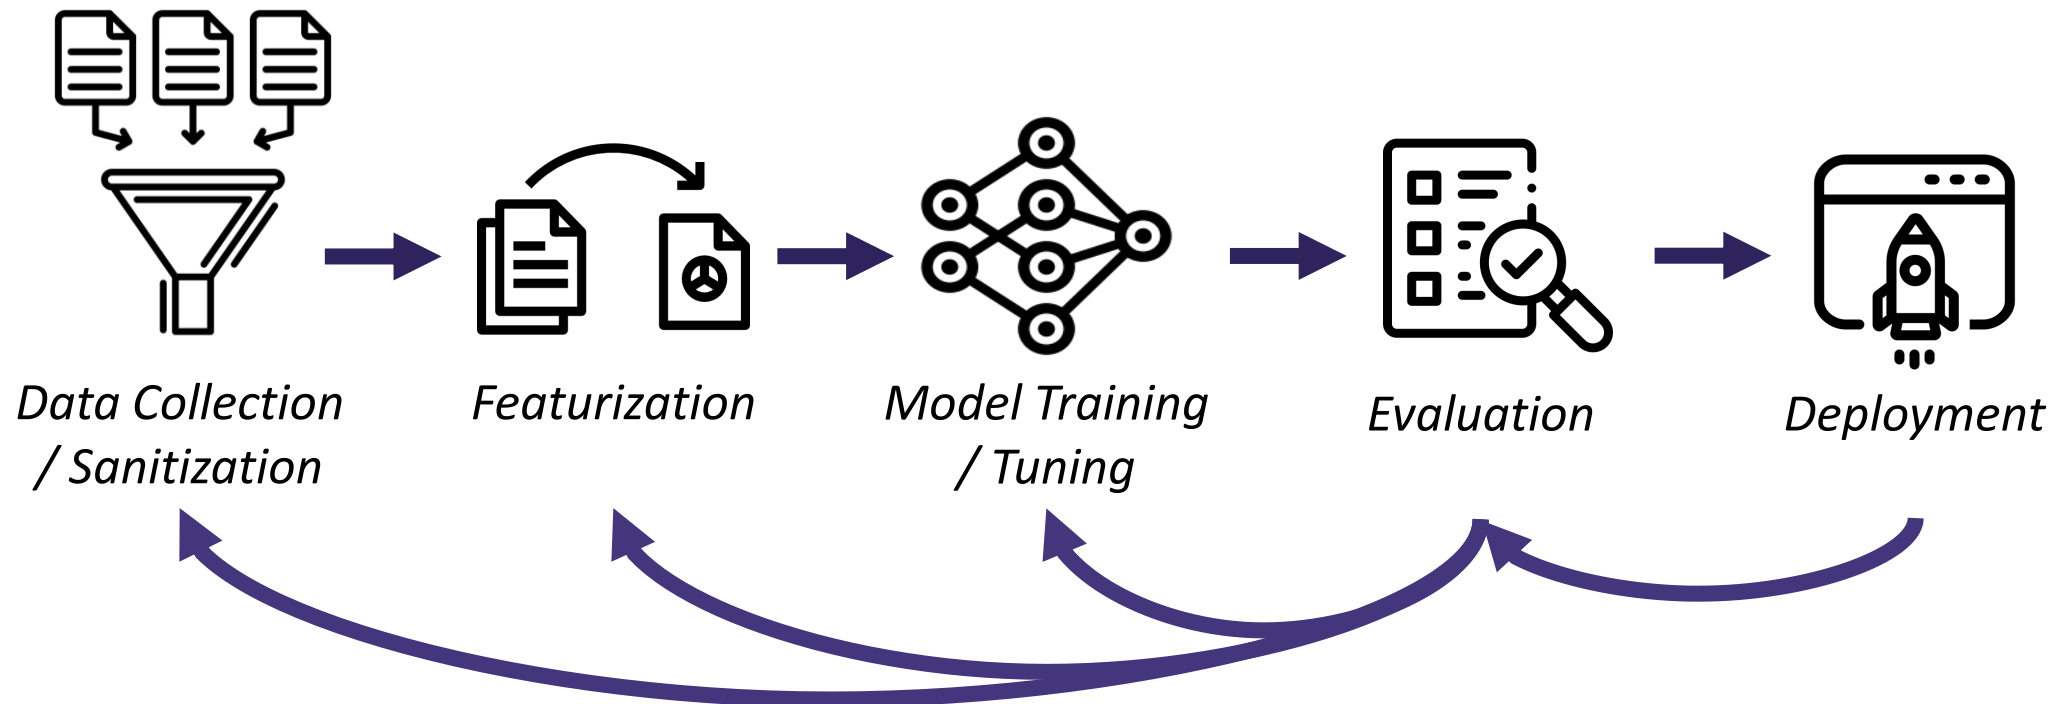 Data Collection
/ Sanitization
Featurization
Model Training
/ Tuning
Evaluation
Deployment